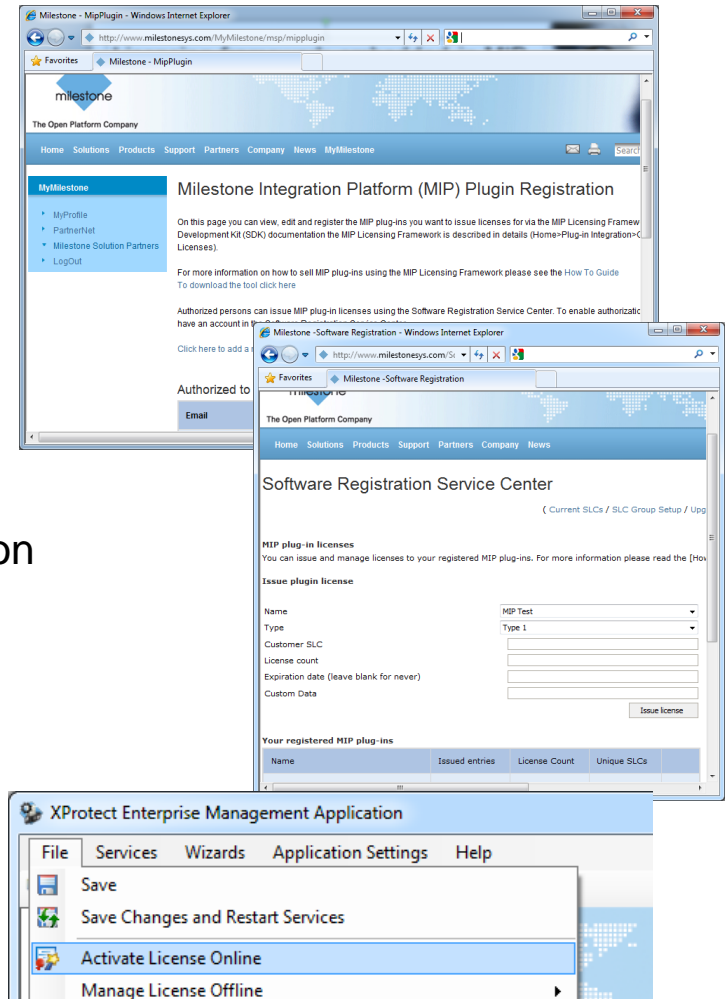 Milestone - MipPlugin - Windows Internet Explorer
http://www.milestonesys.com/MyMilestone/msp/mipplugin
Favorites
Milestone - MipPlugin
milestone
The Open Platform Company
Home Solutions Products Support Partners Company News MyMilestone
Search
MyMilestone
MyProfile
PartnerNet
Milestone Solution Partners
LogOut
Milestone Integration Platform (MIP) Plugin Registration
On this page you can view, edit and register the MIP plug-ins you want to issue licenses for via the MIP Licensing Framew
Development Kit (SDK) documentation the MIP Licensing Framework is described in details (Home>Plug-in Integration>
Licenses).
For more information on how to sell MIP plug-ins using the MIP Licensing Framework please see the How To Guide
To download the tool click here
Authorized persons can issue MIP plug-in licenses using the Software Registration Service Center. To enable authorizatio
have an account in
Click here to add a
Authorized to
Email
on
Milestone -Software Registration - Windows Internet Explorer
http://www.milestonesys.com/
Favorites
Milestone -Software Registration
The Open Platform Company
Home Solutions Products Support Partners Company News
Software Registration Service Center
( Current SLCs / SLC Group Setup / Upg
MIP plug-in licenses
You can issue and manage licenses to your registered MIP plug-ins. For more information please read the [How
Issue plugin license
Name MIP Test
Type Type 1
Customer SLC
License count
Expiration date (leave blank for never)
Custom Data
Issue license
Your registered MIP plug-ins
Name Issued entries License Count Unique SLCs
XProtect Enterprise Management Application
File Services Wizards Application Settings Help
Save
Save Changes and Restart Services
Activate License Online
Manage License Offline